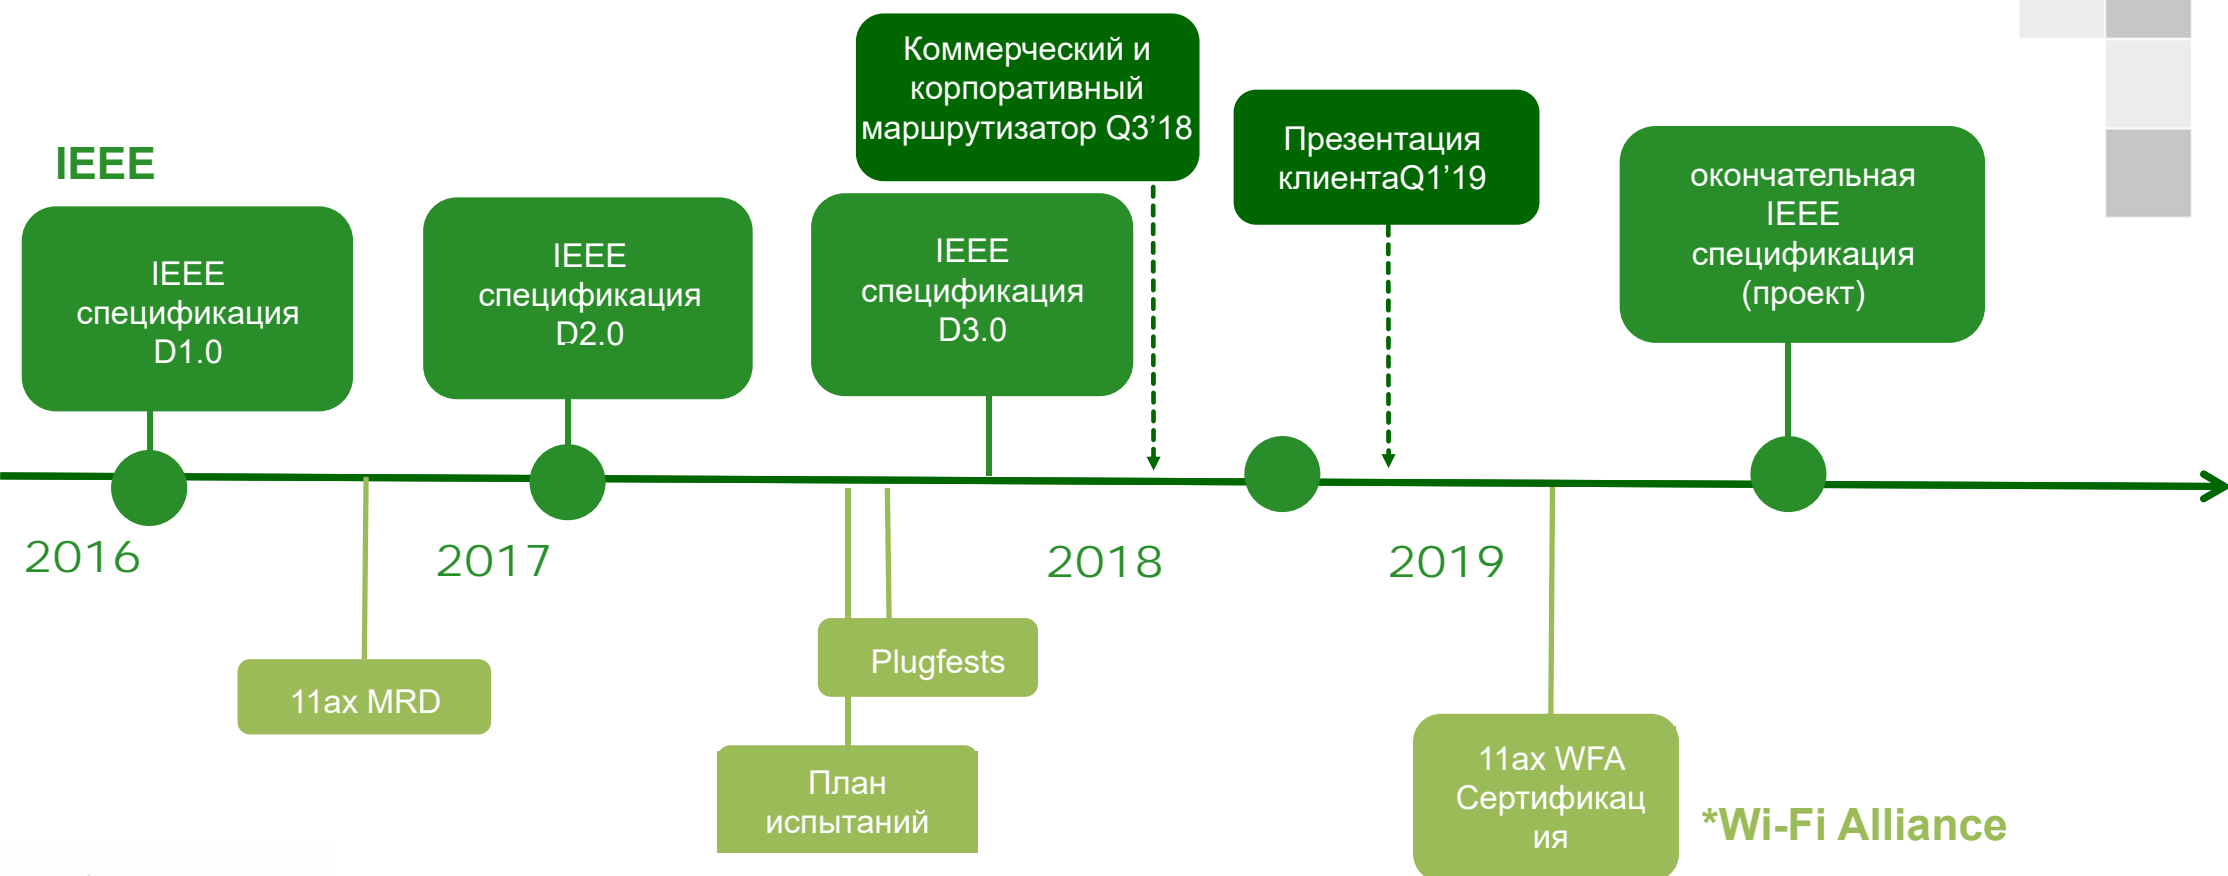 Коммерческий и
корпоративный
маршрутизатор Q3’18
Презентация
клиентаQ1’19
IEEE
IEEE
спецификация
D1.0
IEEE
спецификация
D2.0
IEEE
спецификация
D3.0
окончательная
IEEE
спецификация
(проект)
2016
2017
2018
2019
11ax MRD
Plugfests
План
испытаний
11ax WFA
Сертификац
ия
*Wi-Fi Alliance